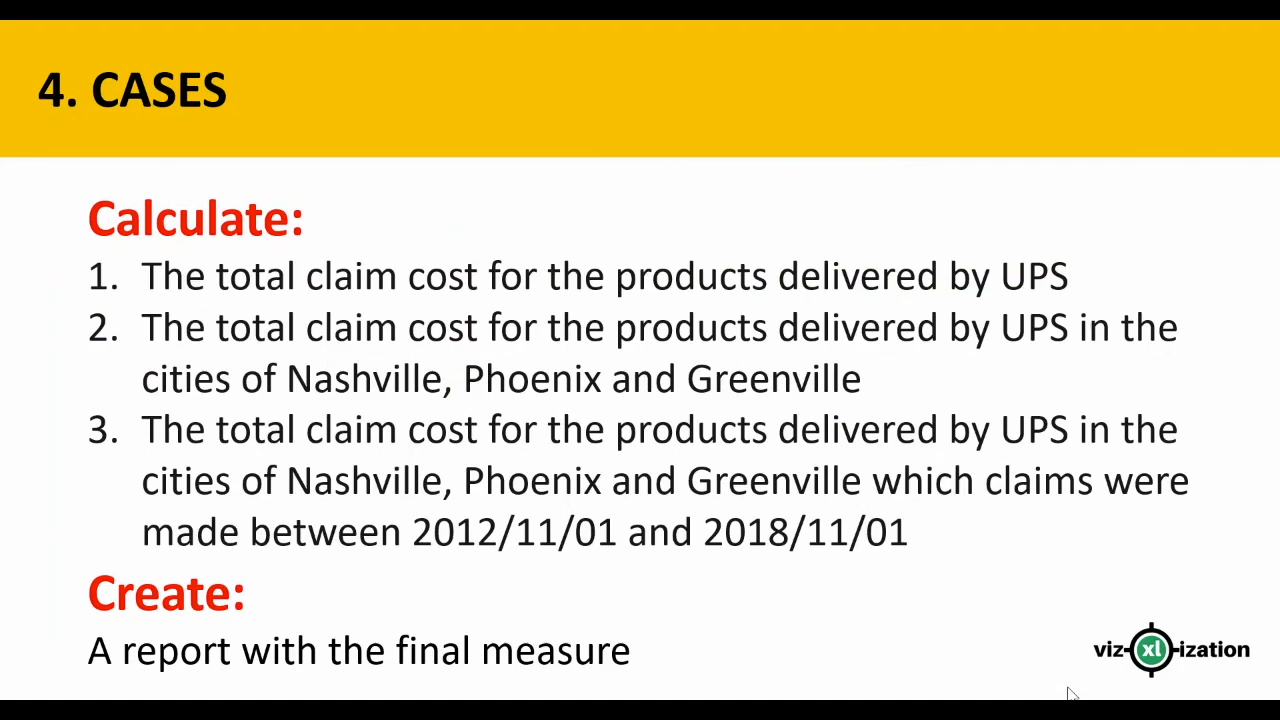 4. CASES
Calculate:
1. The total claim cost for the products delivered by UPS
2. The total claim cost for the products delivered by UPS in the
cities of Nashville, Phoenix and Greenville
3. The total claim cost for the products delivered by UPS in the
cities of Nashville, Phoenix and Greenville which claims were
made between 2012/11/01 and 2018/11/01
Create:
A report with the final measure
viz-xl-ization